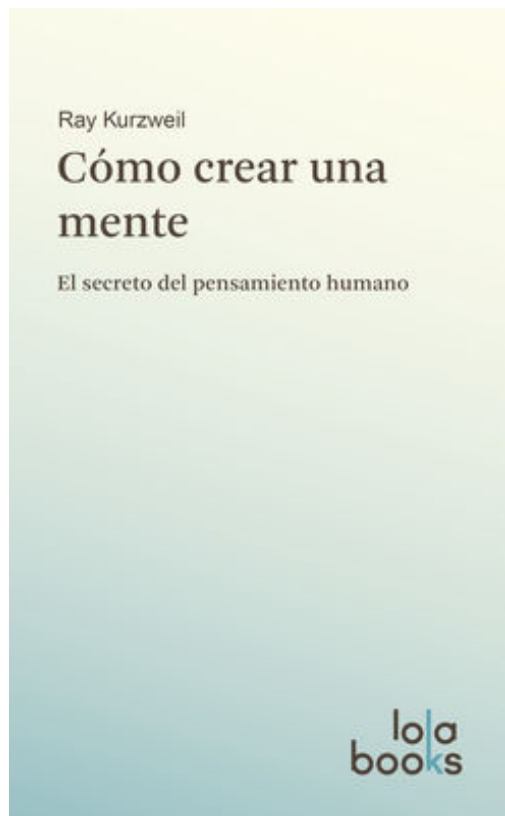 Ray Kurzweil
Cómo crear una
mente
El secreto del pensamiento humano
lola
books